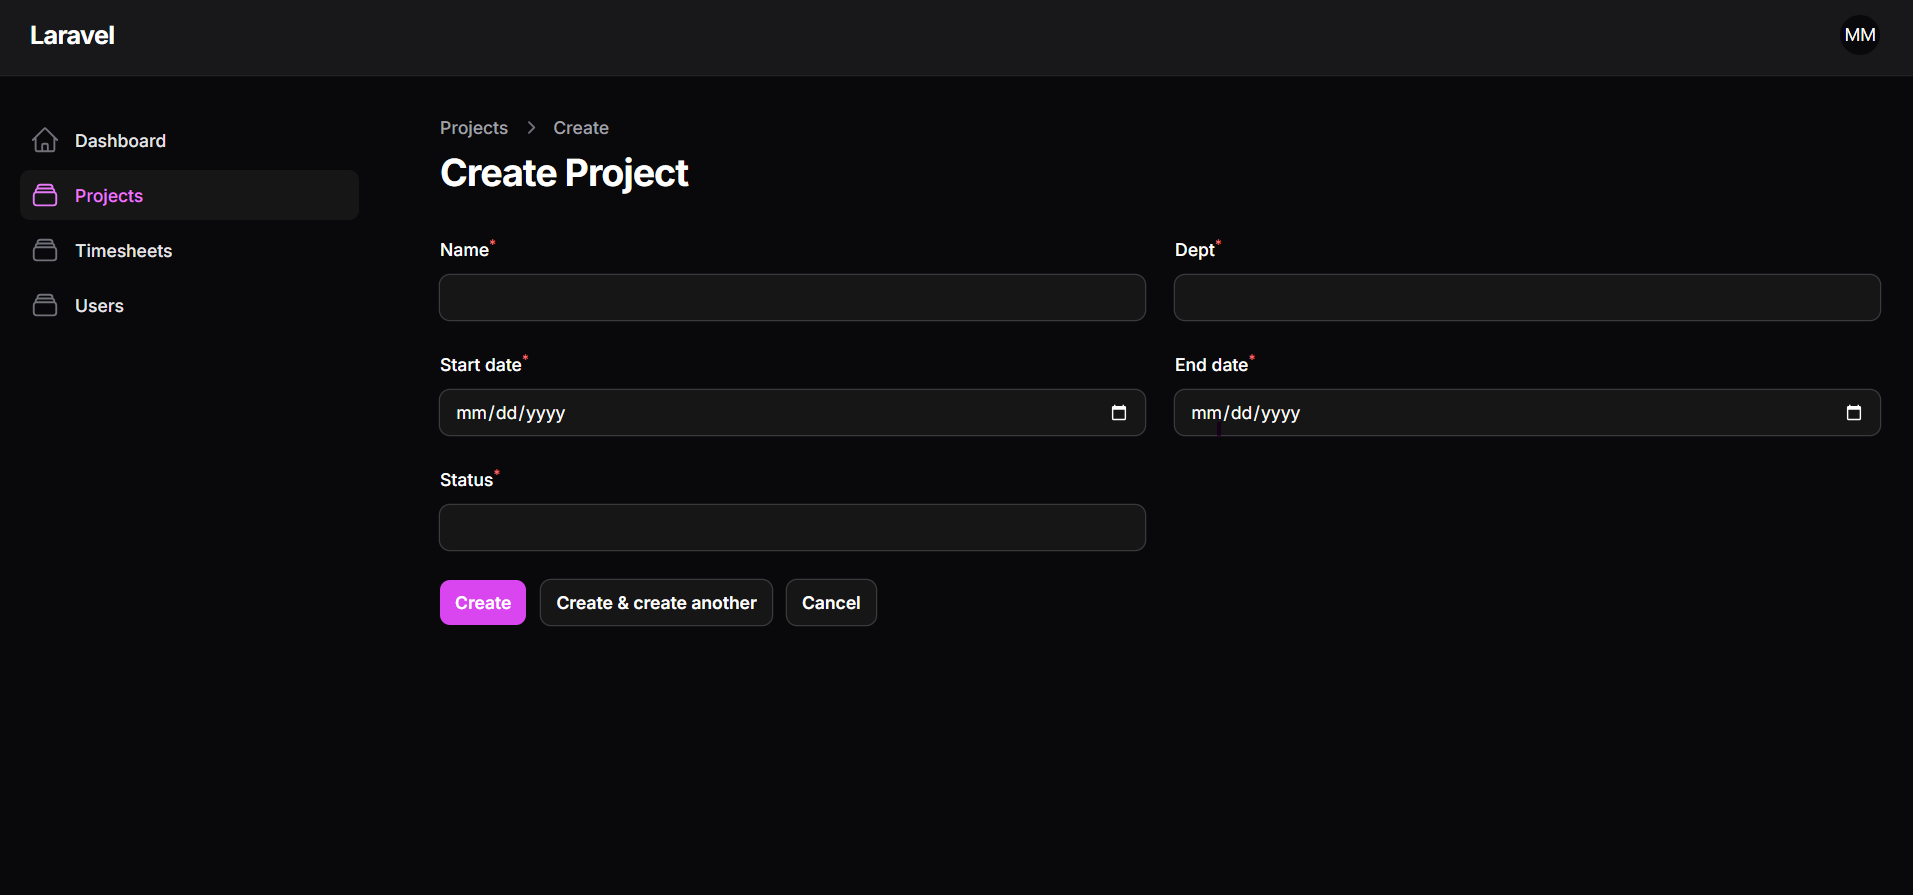 Laravel
MM
Dashboard
Projects
Timesheets
Users
Projects > Create
Create Project
Name*
Dept*
Start date*
End date*
mm/dd/yyyy
mm/dd/yyyy
Status*
Create
Create & create another
Cancel